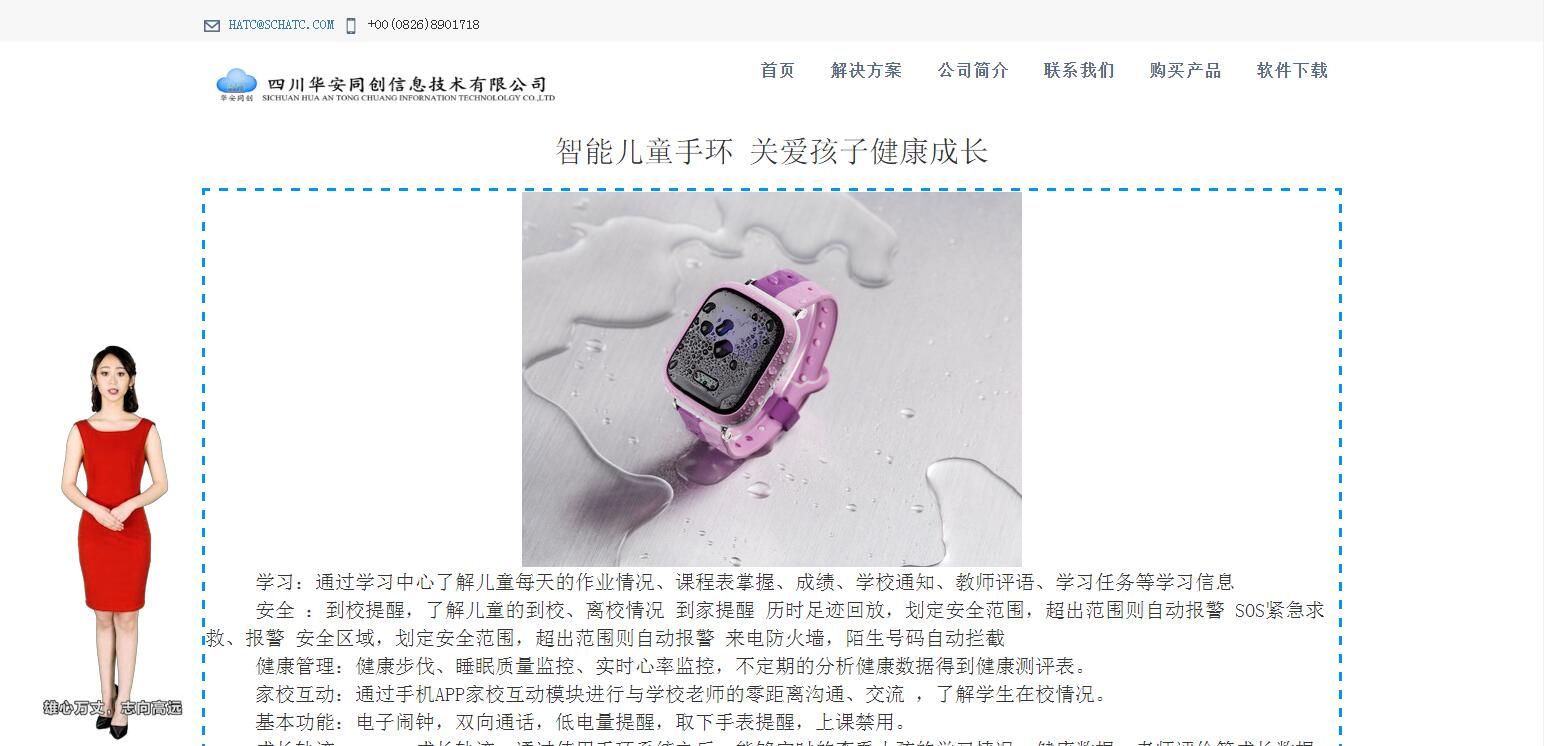 HATC@SCHATC.COM +00(0826)8901718
四川华安同创信息技术有限公司
华安同创 SICHUAN HUA AN TONG CHUANG INFORNATION TECHNOLOLGY CO.,LTD
首页 解决方案 公司简介 联系我们 购买产品 软件下载
智能儿童手环 关爱孩子健康成长
学习：通过学习中心了解儿童每天的作业情况、课程表掌握、成绩、学校通知、教师评语、学习任务等学习信息
安全 ：到校提醒，了解儿童的到校、离校情况 到家提醒 历时足迹回放，划定安全范围，超出范围则自动报警 SOS紧急求
救、报警 安全区域，划定安全范围，超出范围则自动报警 来电防火墙，陌生号码自动拦截
健康管理：健康步伐、睡眠质量监控、实时心率监控，不定期的分析健康数据得到健康测评表。
家校互动：通过手机APP家校互动模块进行与学校老师的零距离沟通、交流 ，了解学生在校情况。
雄心万丈，志向高远
基本功能：电子闹钟，双向通话，低电量提醒，取下手表提醒，上课禁用。